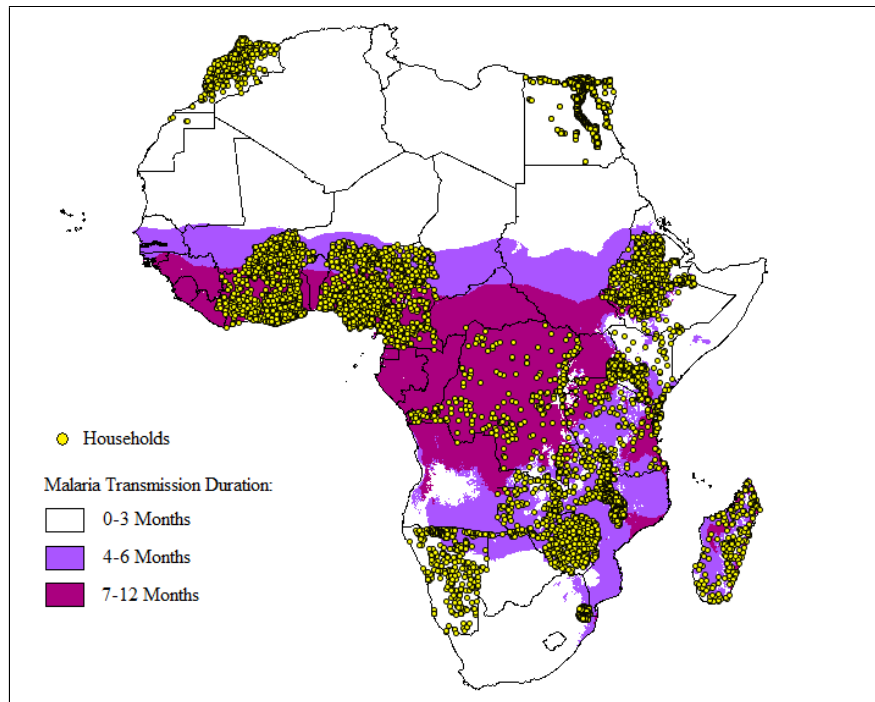 Households
Malaria Transmission Duration:
0-3 Months
4-6 Months
7-12 Months